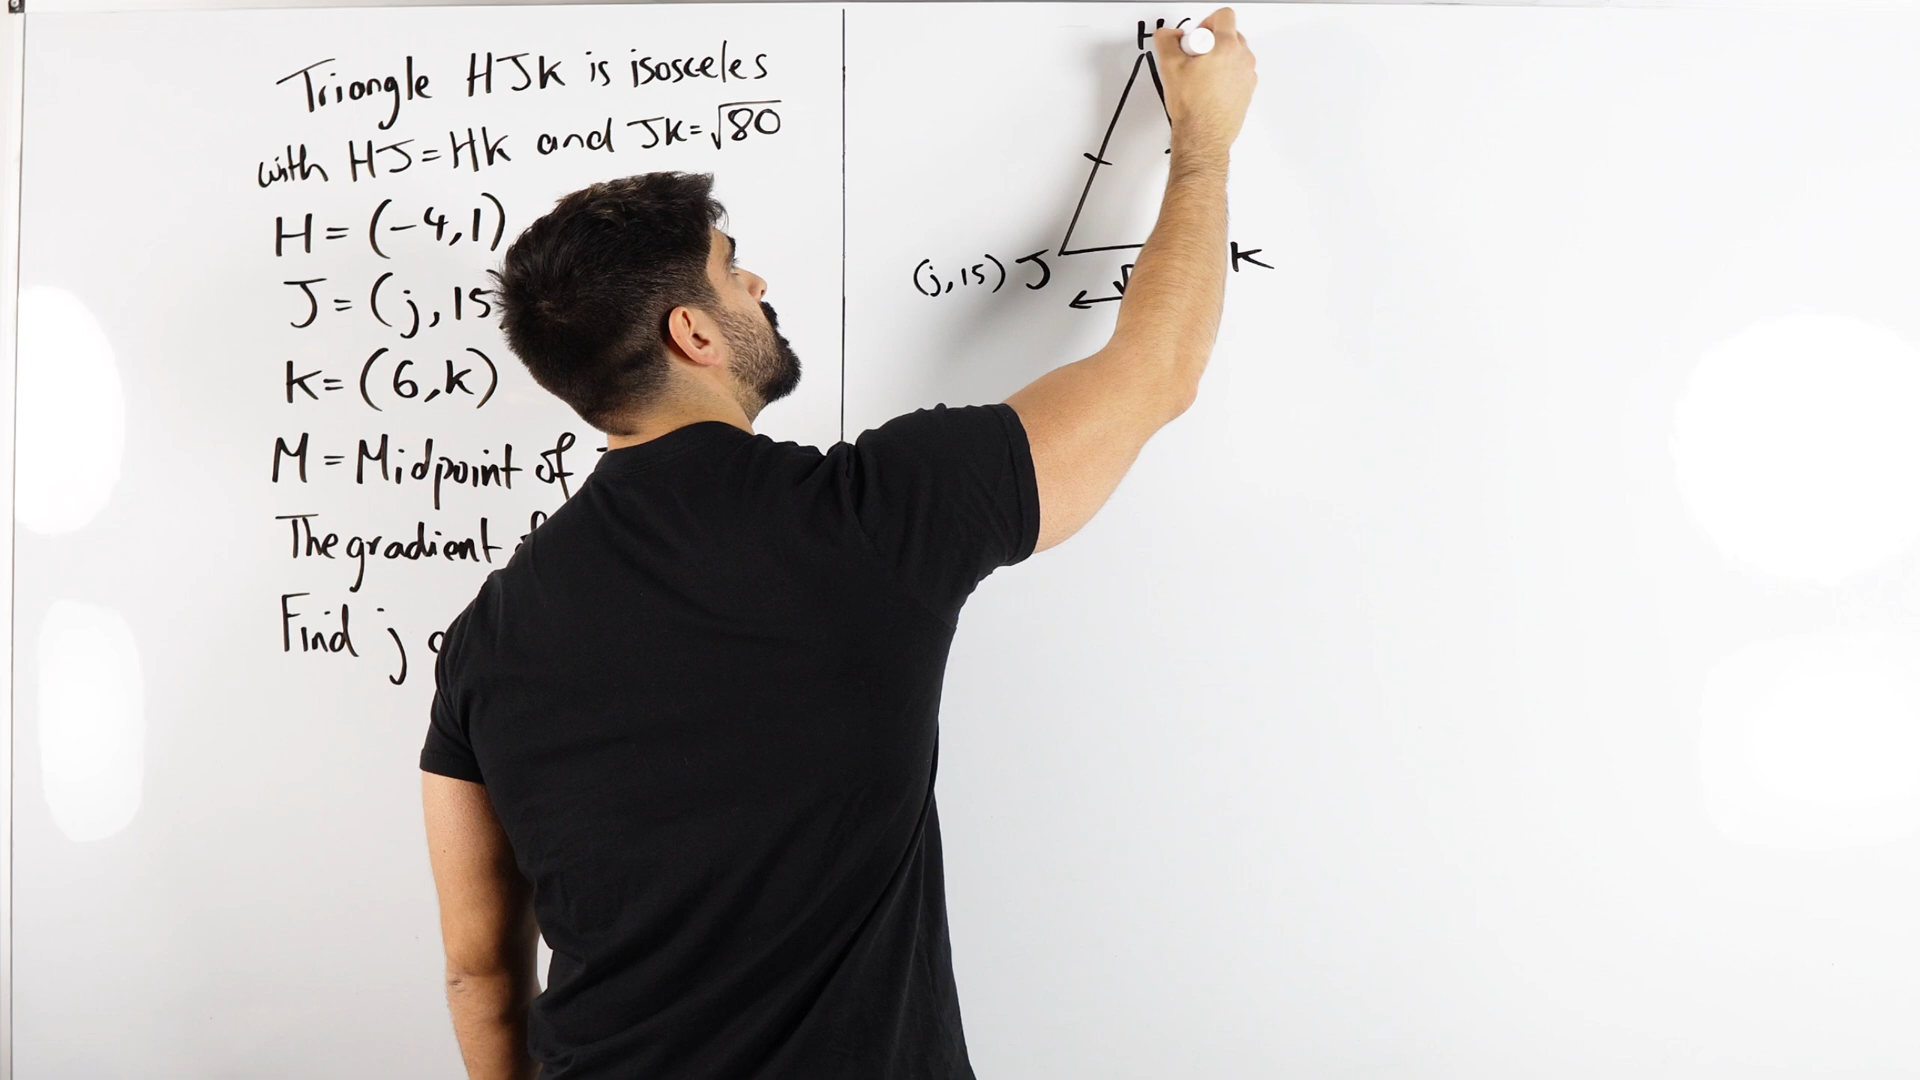 Triangle HJK is isosceles
with HJ=HK and JK=√80
H=(-4,1)
J=(j,15
K=(6,k)
M=Midpoint of
The gradient
Find j
H
(j,15) J
K